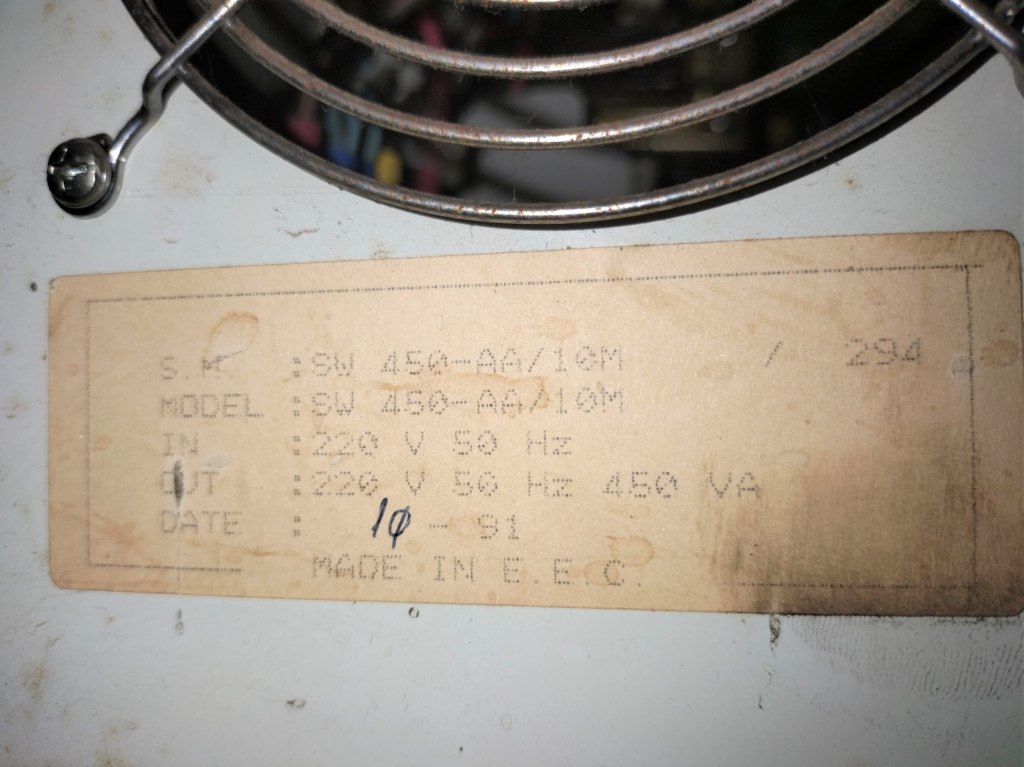 S.N :SW 450-AA/10M / 294
MODEL :SW 450-AA/10M
IN :220 V 50 Hz
OUT :220 V 50 Hz 450 VA
DATE : 10 - 91
MADE IN E.E.C.